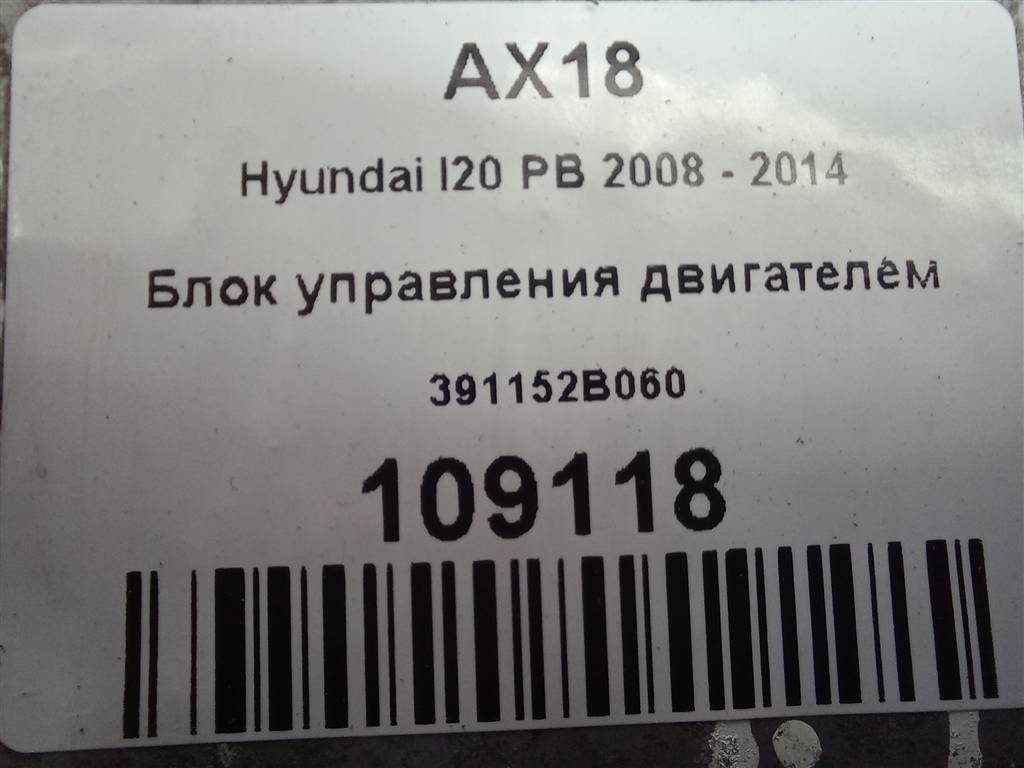 AX18
Hyundai I20 PB 2008 - 2014
Блок управления двигателем
391152B060
109118